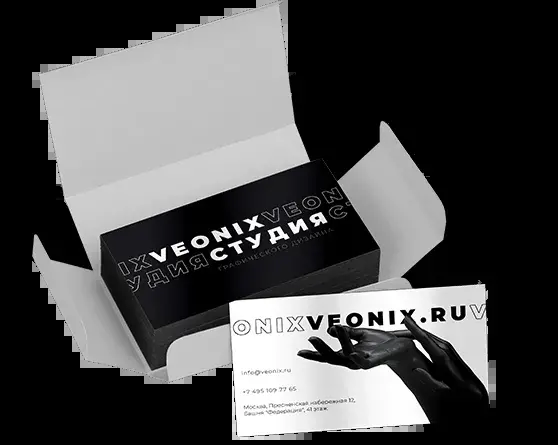 IXVEONIXVEON
УДИЯСТУДИЯС
ГРАФИЧЕСКОГО ДИЗАЙНА
ONIXVEONIX.RUV
info@veonix.ru
+7 495 109 77 65
Москва, Пресненская набережная 12,
Башня "Федерация", 41 этаж